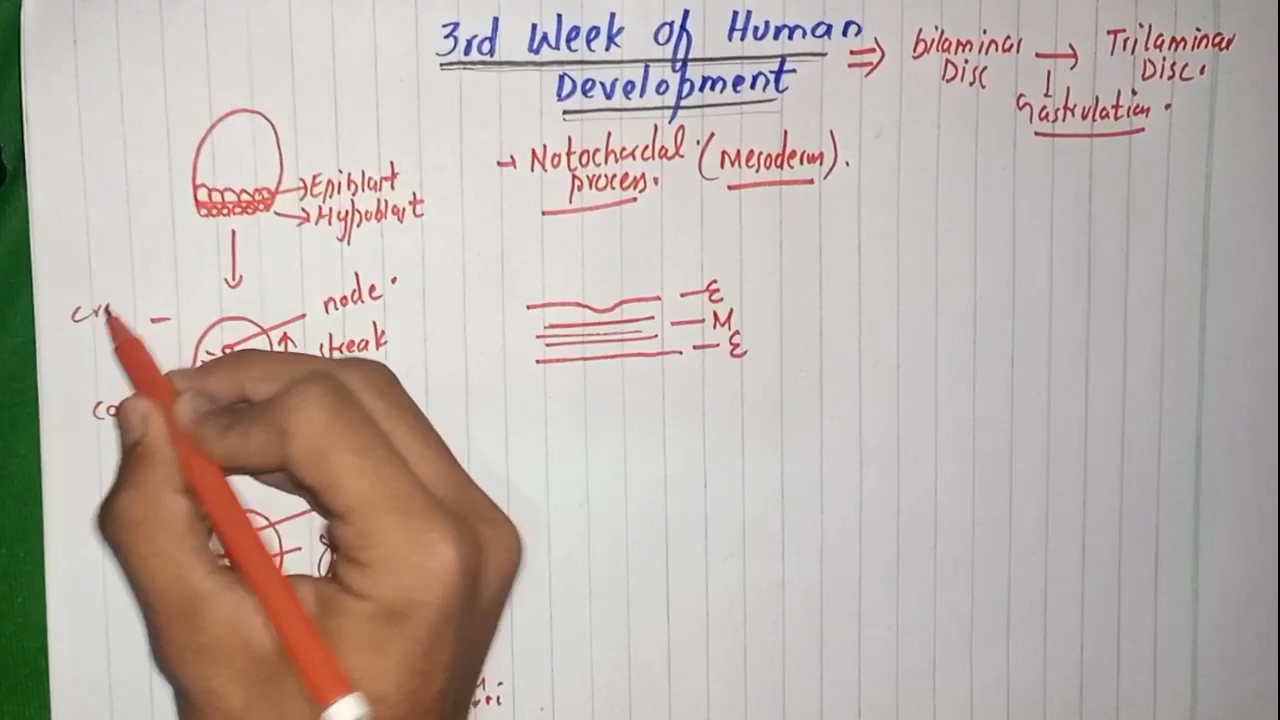 3rd Week of Human
Development
⇒ bilaminar → Trilaminar
Disc Disc.
Gastrulation.
→ Notochordal (Mesoderm).
process.
→ Epiblast
→ Hypoblast
node.
streak
E
M
E